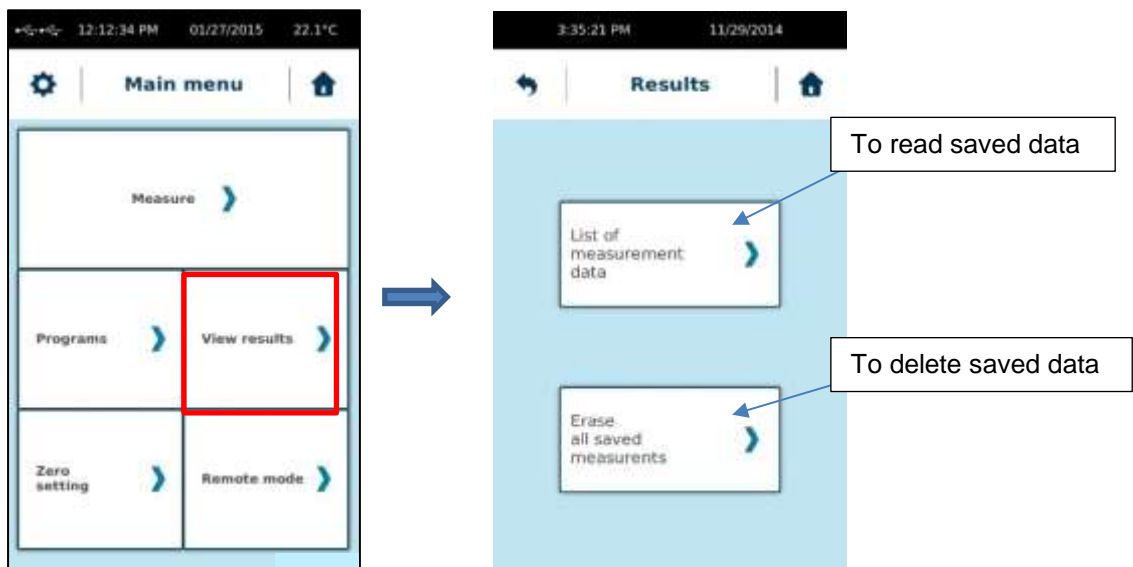 12:12:34 PM 01/27/2015 22.1°C
Main menu
Measure
Programs
View results
Zero
setting
Remote mode
3:35:21 PM 11/29/2014
Results
List of
measurement
data
Erase
all saved
measurents
To read saved data
To delete saved data